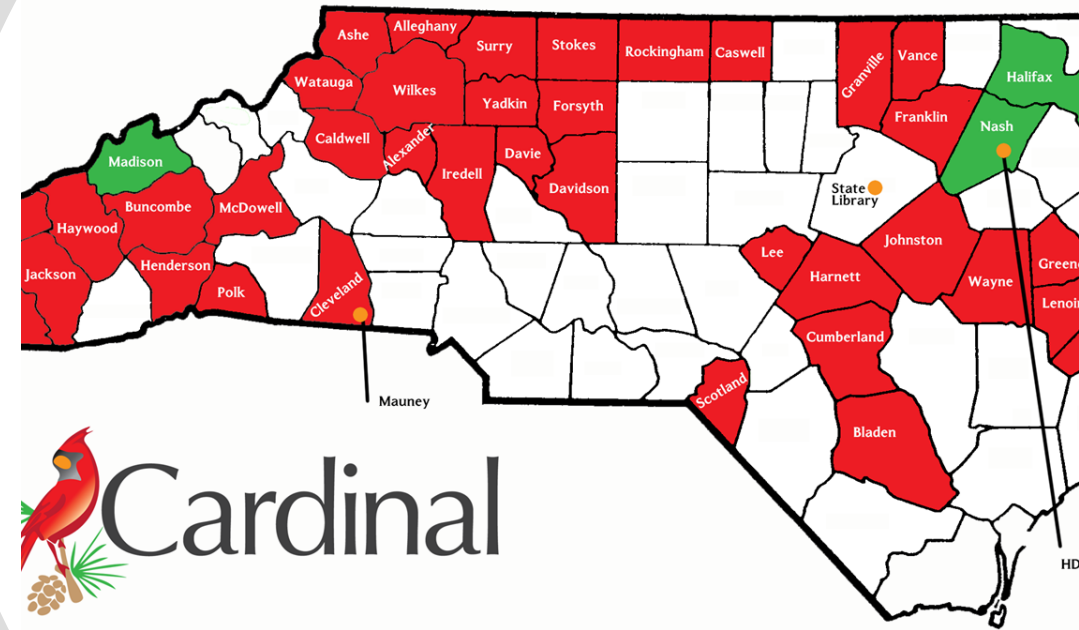 Ashe
Alleghany
Surry
Stokes
Rockingham
Caswell
Granville
Vance
Halifax
Watauga
Wilkes
Yadkin
Forsyth
Franklin
Nash
Caldwell
Alexander
Iredell
Davie
Davidson
Madison
State
Library
Buncombe
McDowell
Haywood
Johnston
Lee
Harnett
Wayne
Jackson
Henderson
Polk
Cleveland
Cumberland
Scotland
Mauney
Bladen
Cardinal
HD